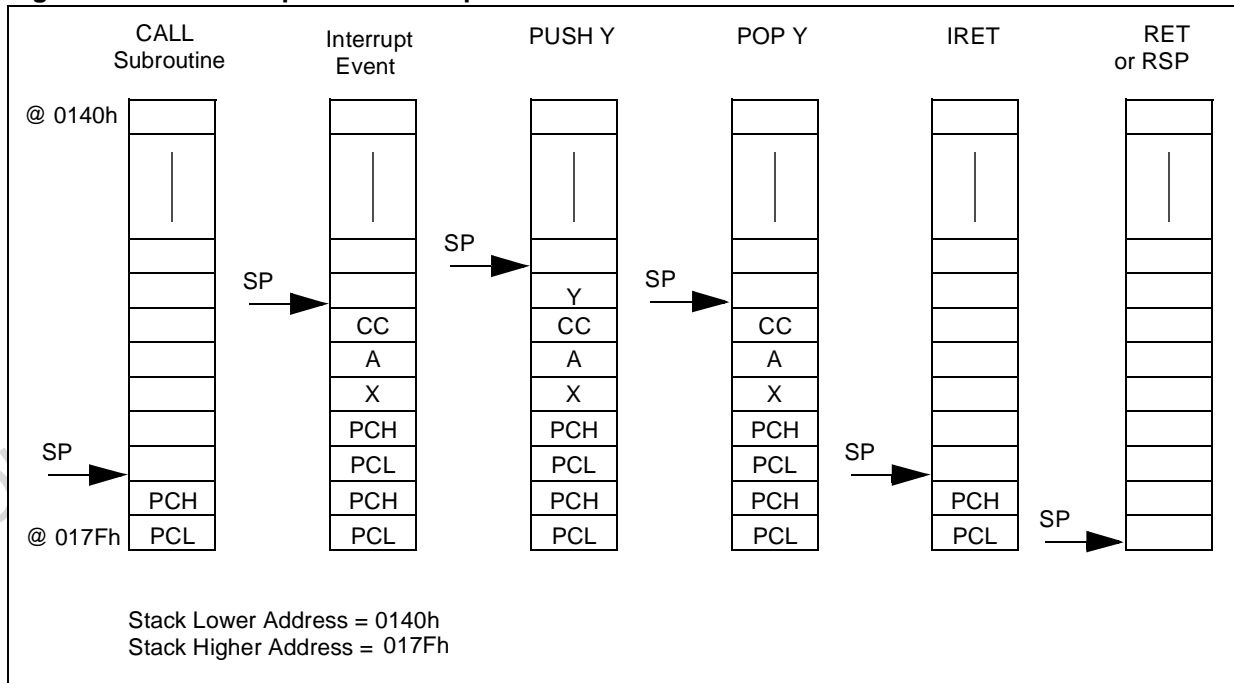 CALL
Subroutine
Interrupt
Event
PUSH Y
POP Y
IRET
RET
or RSP
@ 0140h
SP
SP
SP
Y
CC
CC
CC
A
A
A
X
X
X
PCH
PCH
PCH
SP
SP
PCL
PCL
PCL
PCH
PCH
PCH
PCH
PCH
SP
@ 017Fh
PCL
PCL
PCL
PCL
PCL
Stack Lower Address = 0140h
Stack Higher Address = 017Fh